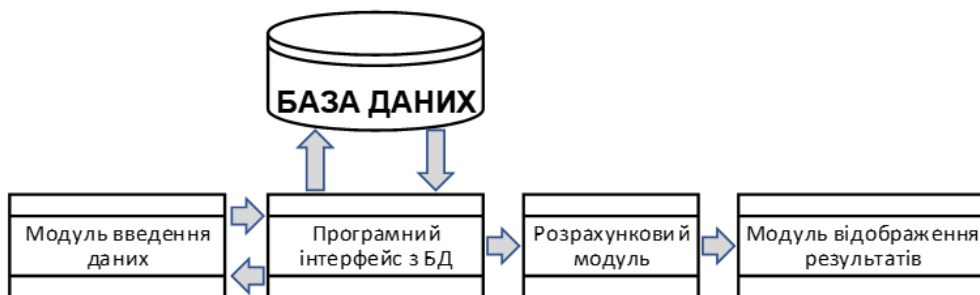 БАЗА ДАНИХ
Модуль введення
даних
Програмний
інтерфейс з БД
Розрахунковий
модуль
Модуль відображення
результатів